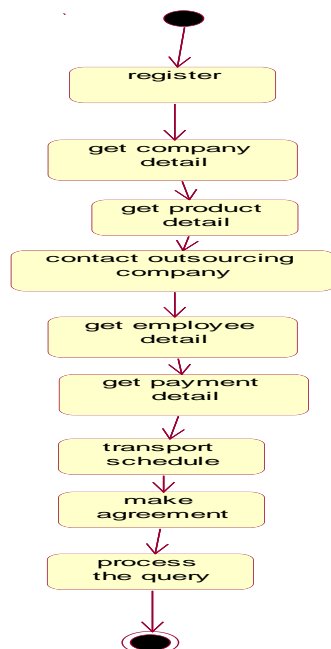 register
get company
detail
get product
detail
contact outsourcing
company
get employee
detail
get payment
detail
transport
schedule
make
agreement
process
the query